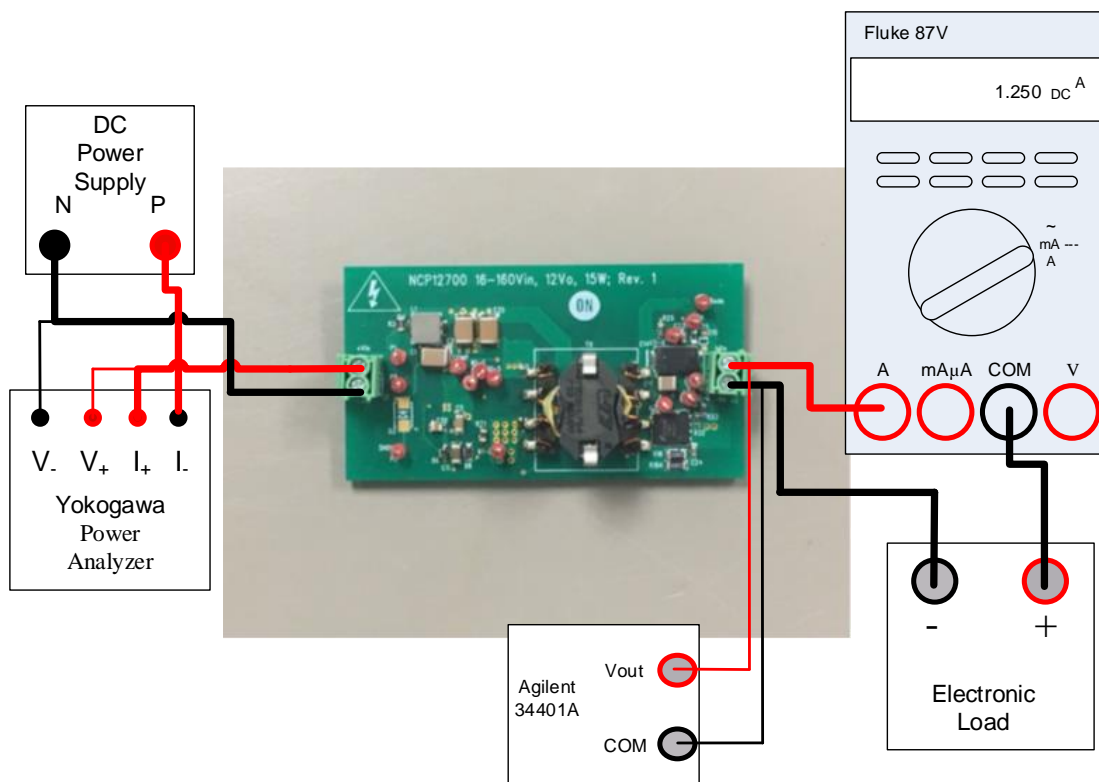 Fluke 87V
1.250 DC A
DC
Power
Supply
N P
~
mA ---
A
NCP12700 16-160Vin, 12Vo, 15W; Rev. 1
ON
A mAµA COM V
V- V+ I+ I-
Yokogawa
Power
Analyzer
- +
Electronic
Load
Vout
Agilent
34401A
COM